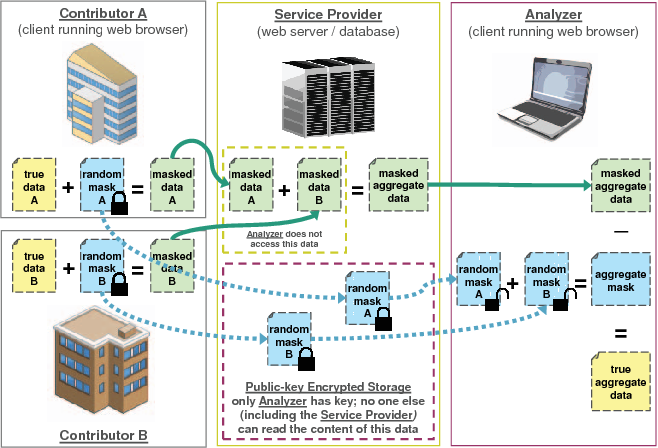 Contributor A
(client running web browser)
true
data
A
+
random
mask
A
=
masked
data
A
true
data
B
+
random
mask
B
=
masked
data
B
Contributor B
Service Provider
(web server / database)
masked
data
A
+
masked
data
B
=
masked
aggregate
data
Analyzer does not
access this data
random
mask
A
random
mask
B
Public-key Encrypted Storage
only Analyzer has key; no one else
(including the Service Provider)
can read the content of this data
Analyzer
(client running web browser)
masked
aggregate
data
—
random
mask
A
+
random
mask
B
=
aggregate
mask
=
true
aggregate
data